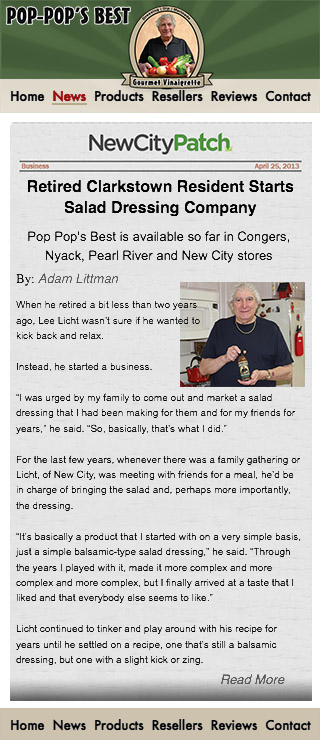 POP-POP'S BEST
Gourmet Vinaigrette
Home News Products Resellers Reviews Contact
NewCityPatch
Business April 25, 2013
Retired Clarkstown Resident Starts
Salad Dressing Company
Pop Pop's Best is available so far in Congers,
Nyack, Pearl River and New City stores
By: Adam Littman
When he retired a bit less than two years
ago, Lee Licht wasn't sure if he wanted to
kick back and relax.
Instead, he started a business.
“I was urged by my family to come out and market a salad
dressing that I had been making for them and for my friends for
years,” he said. “So, basically, that's what I did.”
For the last few years, whenever there was a family gathering or
Licht, of New City, was meeting with friends for a meal, he'd be
in charge of bringing the salad and, perhaps more importantly,
the dressing.
“It's basically a product that I started with on a very simple basis,
just a simple balsamic-type salad dressing,” he said. “Through
the years I played with it, made it more complex and more
complex and more complex, but I finally arrived at a taste that I
liked and that everybody else seems to like.”
Licht continued to tinker and play around with his recipe for
years until he settled on a recipe, one that's still a balsamic
dressing, but one with a slight kick or zing.
Read More
Home News Products Resellers Reviews Contact